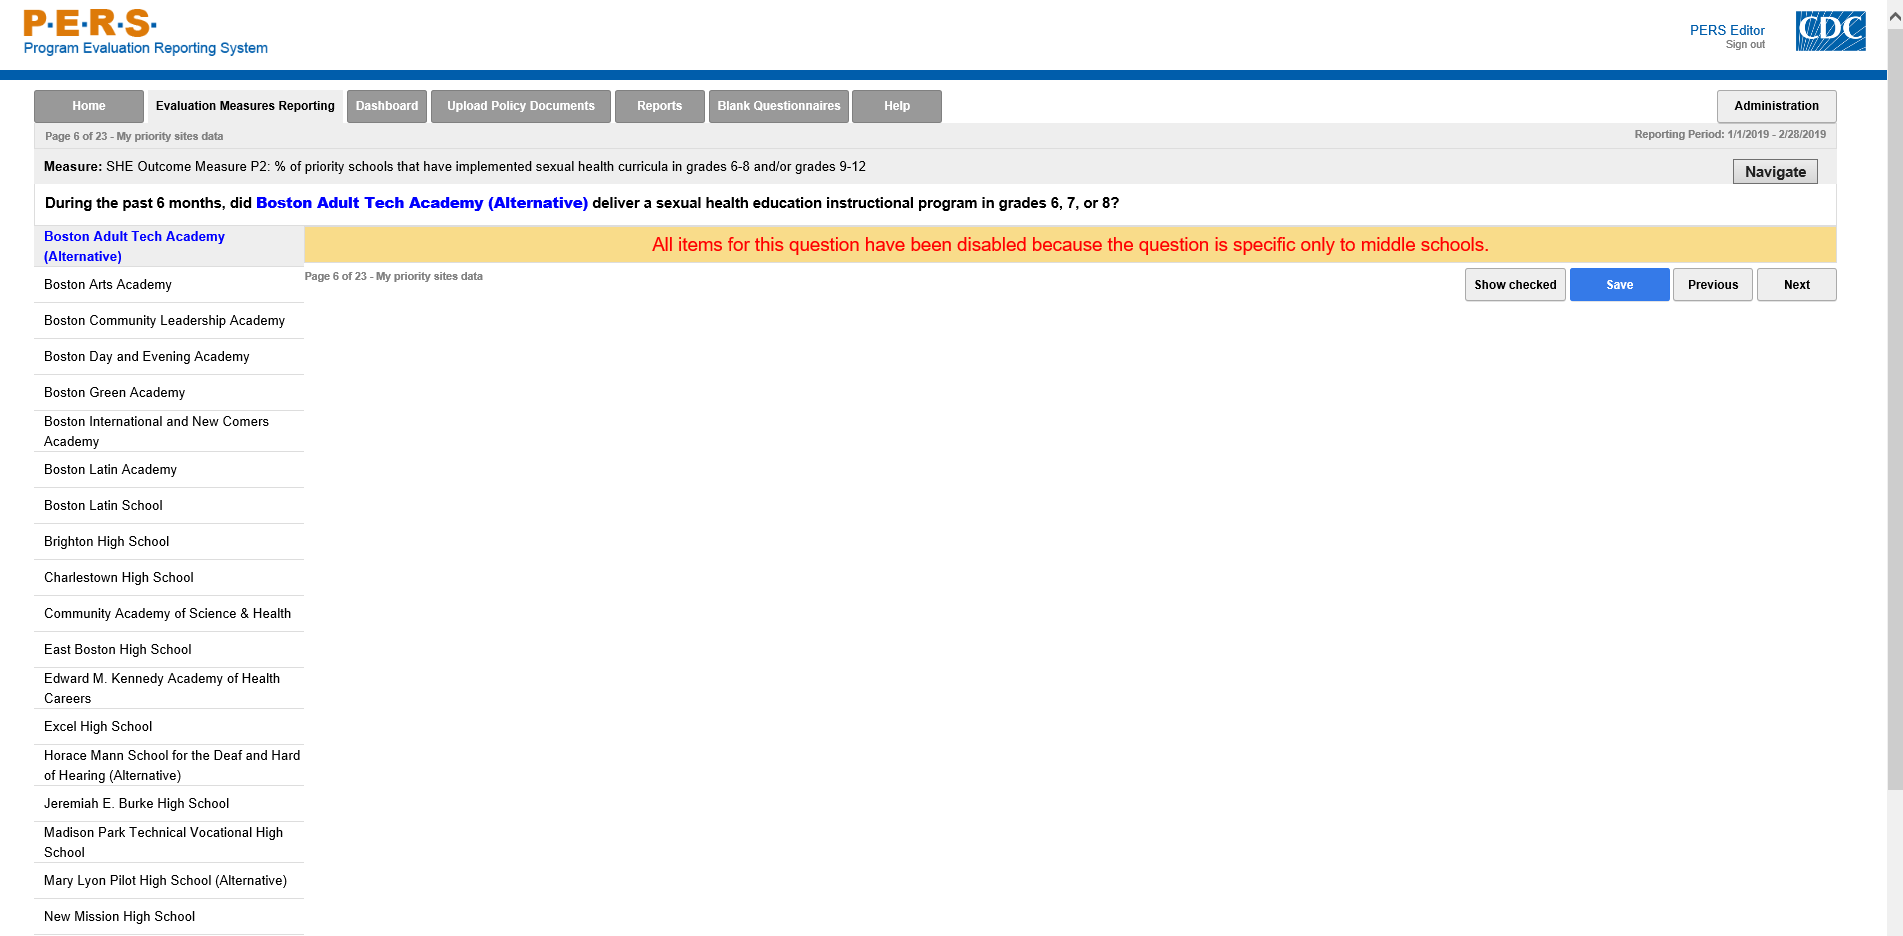 P·E·R·S·
Program Evaluation Reporting System
PERS Editor
Sign out
CDC
Home
Evaluation Measures Reporting
Dashboard
Upload Policy Documents
Reports
Blank Questionnaires
Help
Administration
Page 6 of 23 - My priority sites data
Reporting Period: 1/1/2019 - 2/28/2019
Measure: SHE Outcome Measure P2: % of priority schools that have implemented sexual health curricula in grades 6-8 and/or grades 9-12
Navigate
During the past 6 months, did Boston Adult Tech Academy (Alternative) deliver a sexual health education instructional program in grades 6, 7, or 8?
Boston Adult Tech Academy
(Alternative)
All items for this question have been disabled because the question is specific only to middle schools.
Page 6 of 23 - My priority sites data
Show checked
Save
Previous
Next
Boston Arts Academy
Boston Community Leadership Academy
Boston Day and Evening Academy
Boston Green Academy
Boston International and New Comers
Academy
Boston Latin Academy
Boston Latin School
Brighton High School
Charlestown High School
Community Academy of Science & Health
East Boston High School
Edward M. Kennedy Academy of Health
Careers
Excel High School
Horace Mann School for the Deaf and Hard
of Hearing (Alternative)
Jeremiah E. Burke High School
Madison Park Technical Vocational High
School
Mary Lyon Pilot High School (Alternative)
New Mission High School